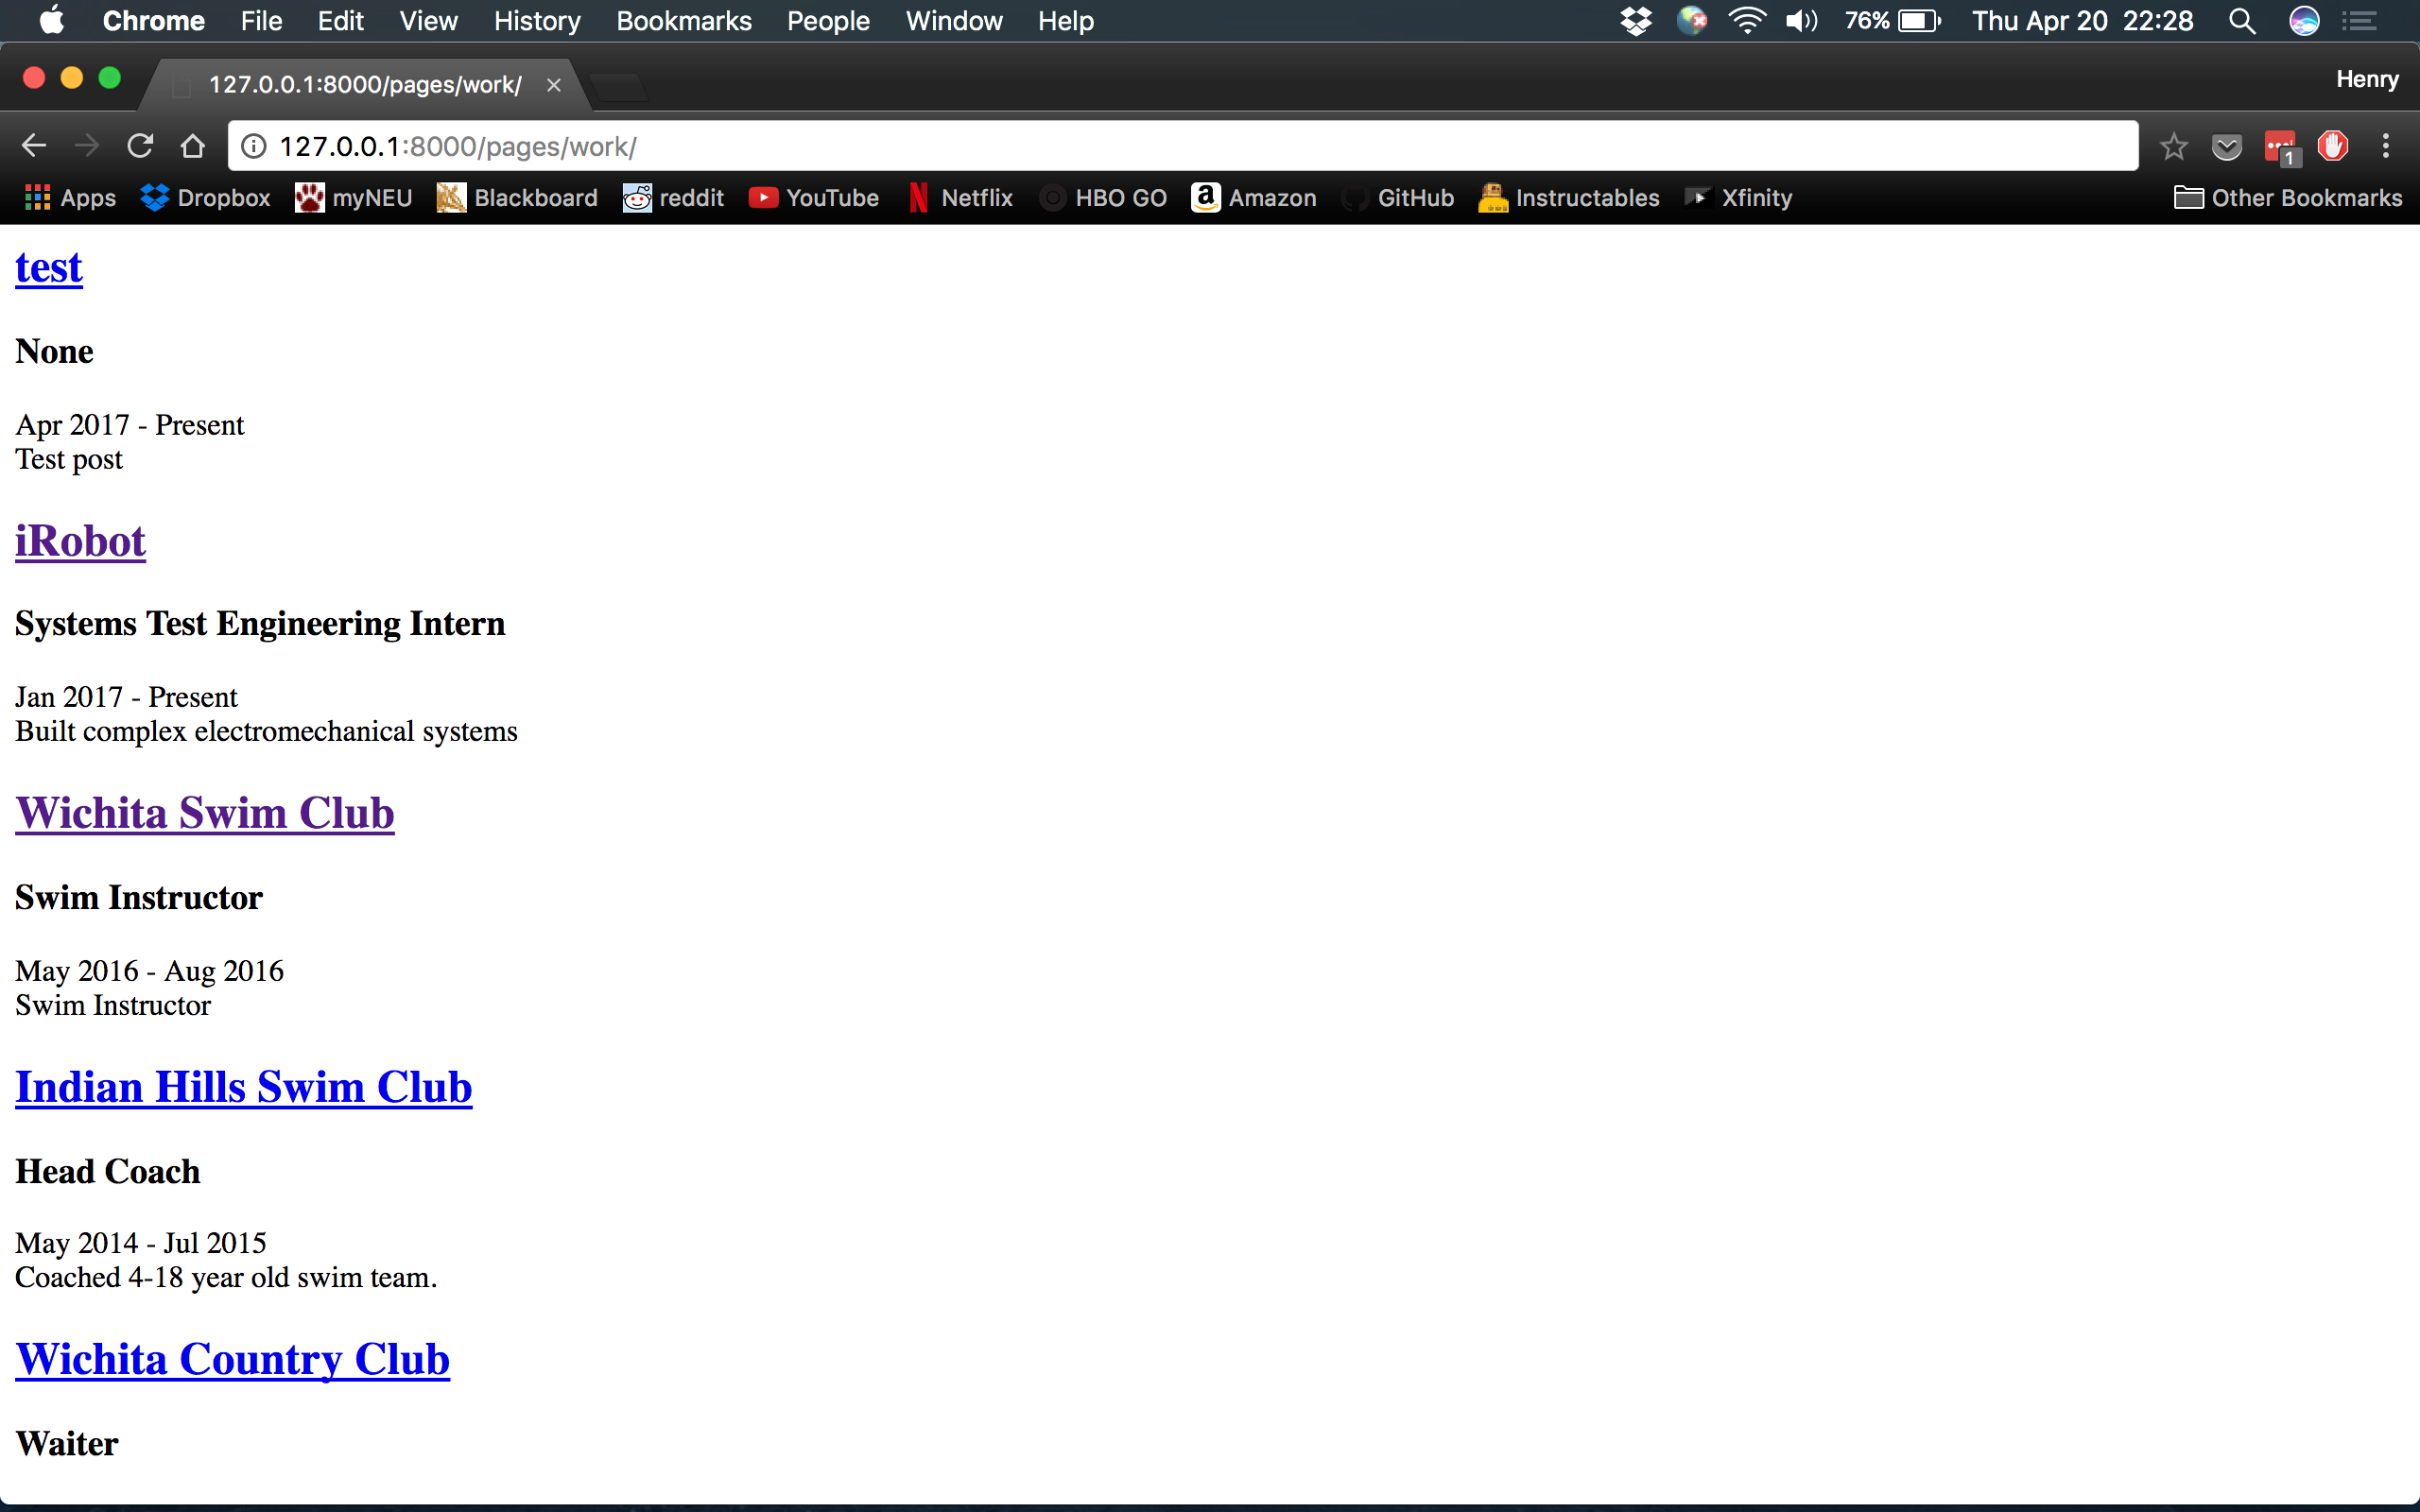 Chrome File Edit View History Bookmarks People Window Help 76% Thu Apr 20 22:28
127.0.0.1:8000/pages/work/ Henry
127.0.0.1:8000/pages/work/ 1
Apps Dropbox myNEU Blackboard reddit YouTube Netflix HBO GO Amazon GitHub Instructables Xfinity Other Bookmarks
test
None
Apr 2017 - Present
Test post
iRobot
Systems Test Engineering Intern
Jan 2017 - Present
Built complex electromechanical systems
Wichita Swim Club
Swim Instructor
May 2016 - Aug 2016
Swim Instructor
Indian Hills Swim Club
Head Coach
May 2014 - Jul 2015
Coached 4-18 year old swim team.
Wichita Country Club
Waiter